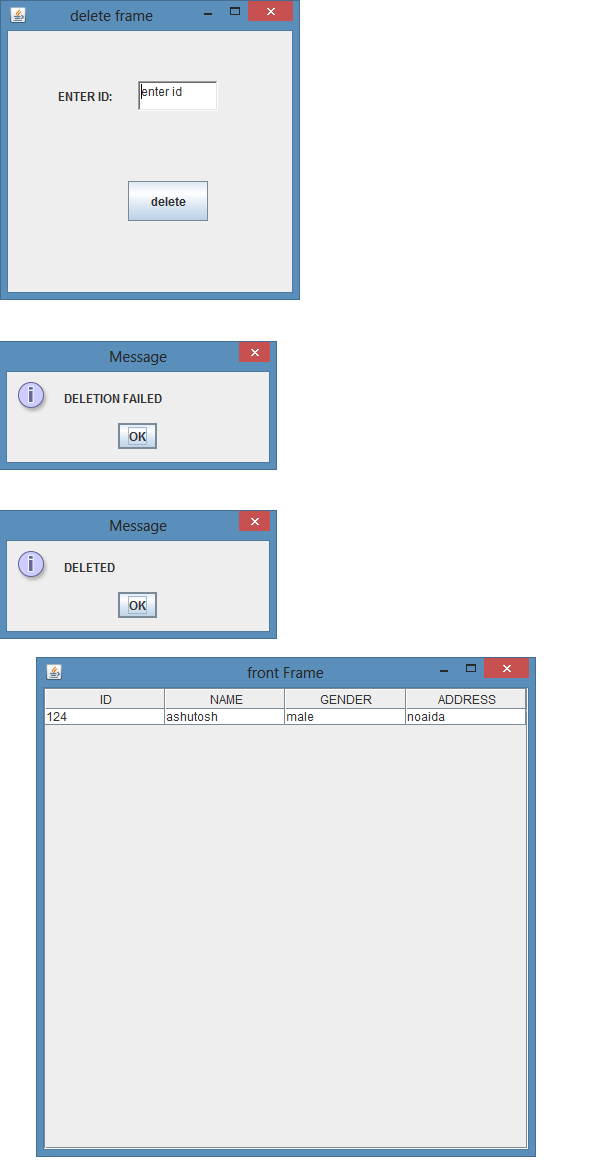 delete frame
ENTER ID: enter id
delete
Message
DELETION FAILED
OK
Message
DELETED
OK
front Frame
ID NAME GENDER ADDRESS
124 ashutosh male noaida